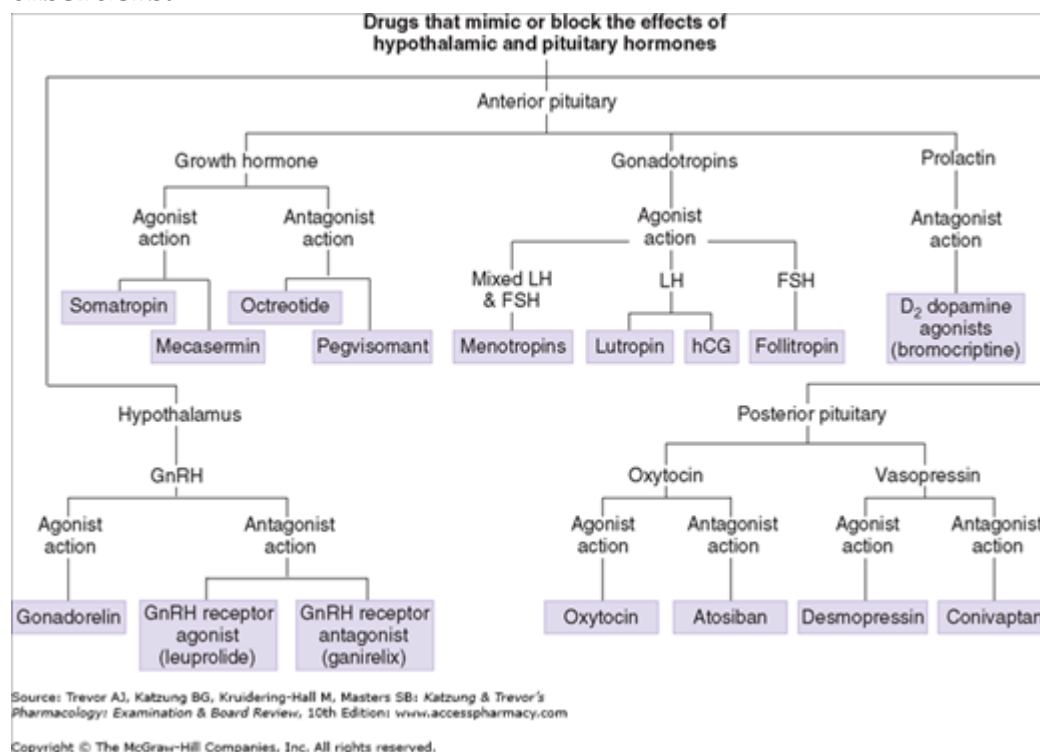 Drugs that mimic or block the effects of
hypothalamic and pituitary hormones
Anterior pituitary
Growth hormone
Gonadotropins
Prolactin
Agonist
action
Antagonist
action
Agonist
action
Antagonist
action
Mixed LH
& FSH
LH
FSH
Somatropin
Octreotide
D2 dopamine
agonists
(bromocriptine)
Mecasermin
Pegvisomant
Menotropins
Lutropin
hCG
Follitropin
Hypothalamus
Posterior pituitary
GnRH
Oxytocin
Vasopressin
Agonist
action
Antagonist
action
Agonist
action
Antagonist
action
Agonist
action
Antagonist
action
Gonadorelin
GnRH receptor
agonist
(leuprolide)
GnRH receptor
antagonist
(ganirelix)
Oxytocin
Atosiban
Desmopressin
Conivaptan
Source: Trevor AJ, Katzung BG, Kruidering-Hall M, Masters SB: Katzung & Trevor's
Pharmacology: Examination & Board Review, 10th Edition: www.accesspharmacy.com
Copyright © The McGraw-Hill Companies, Inc. All rights reserved.